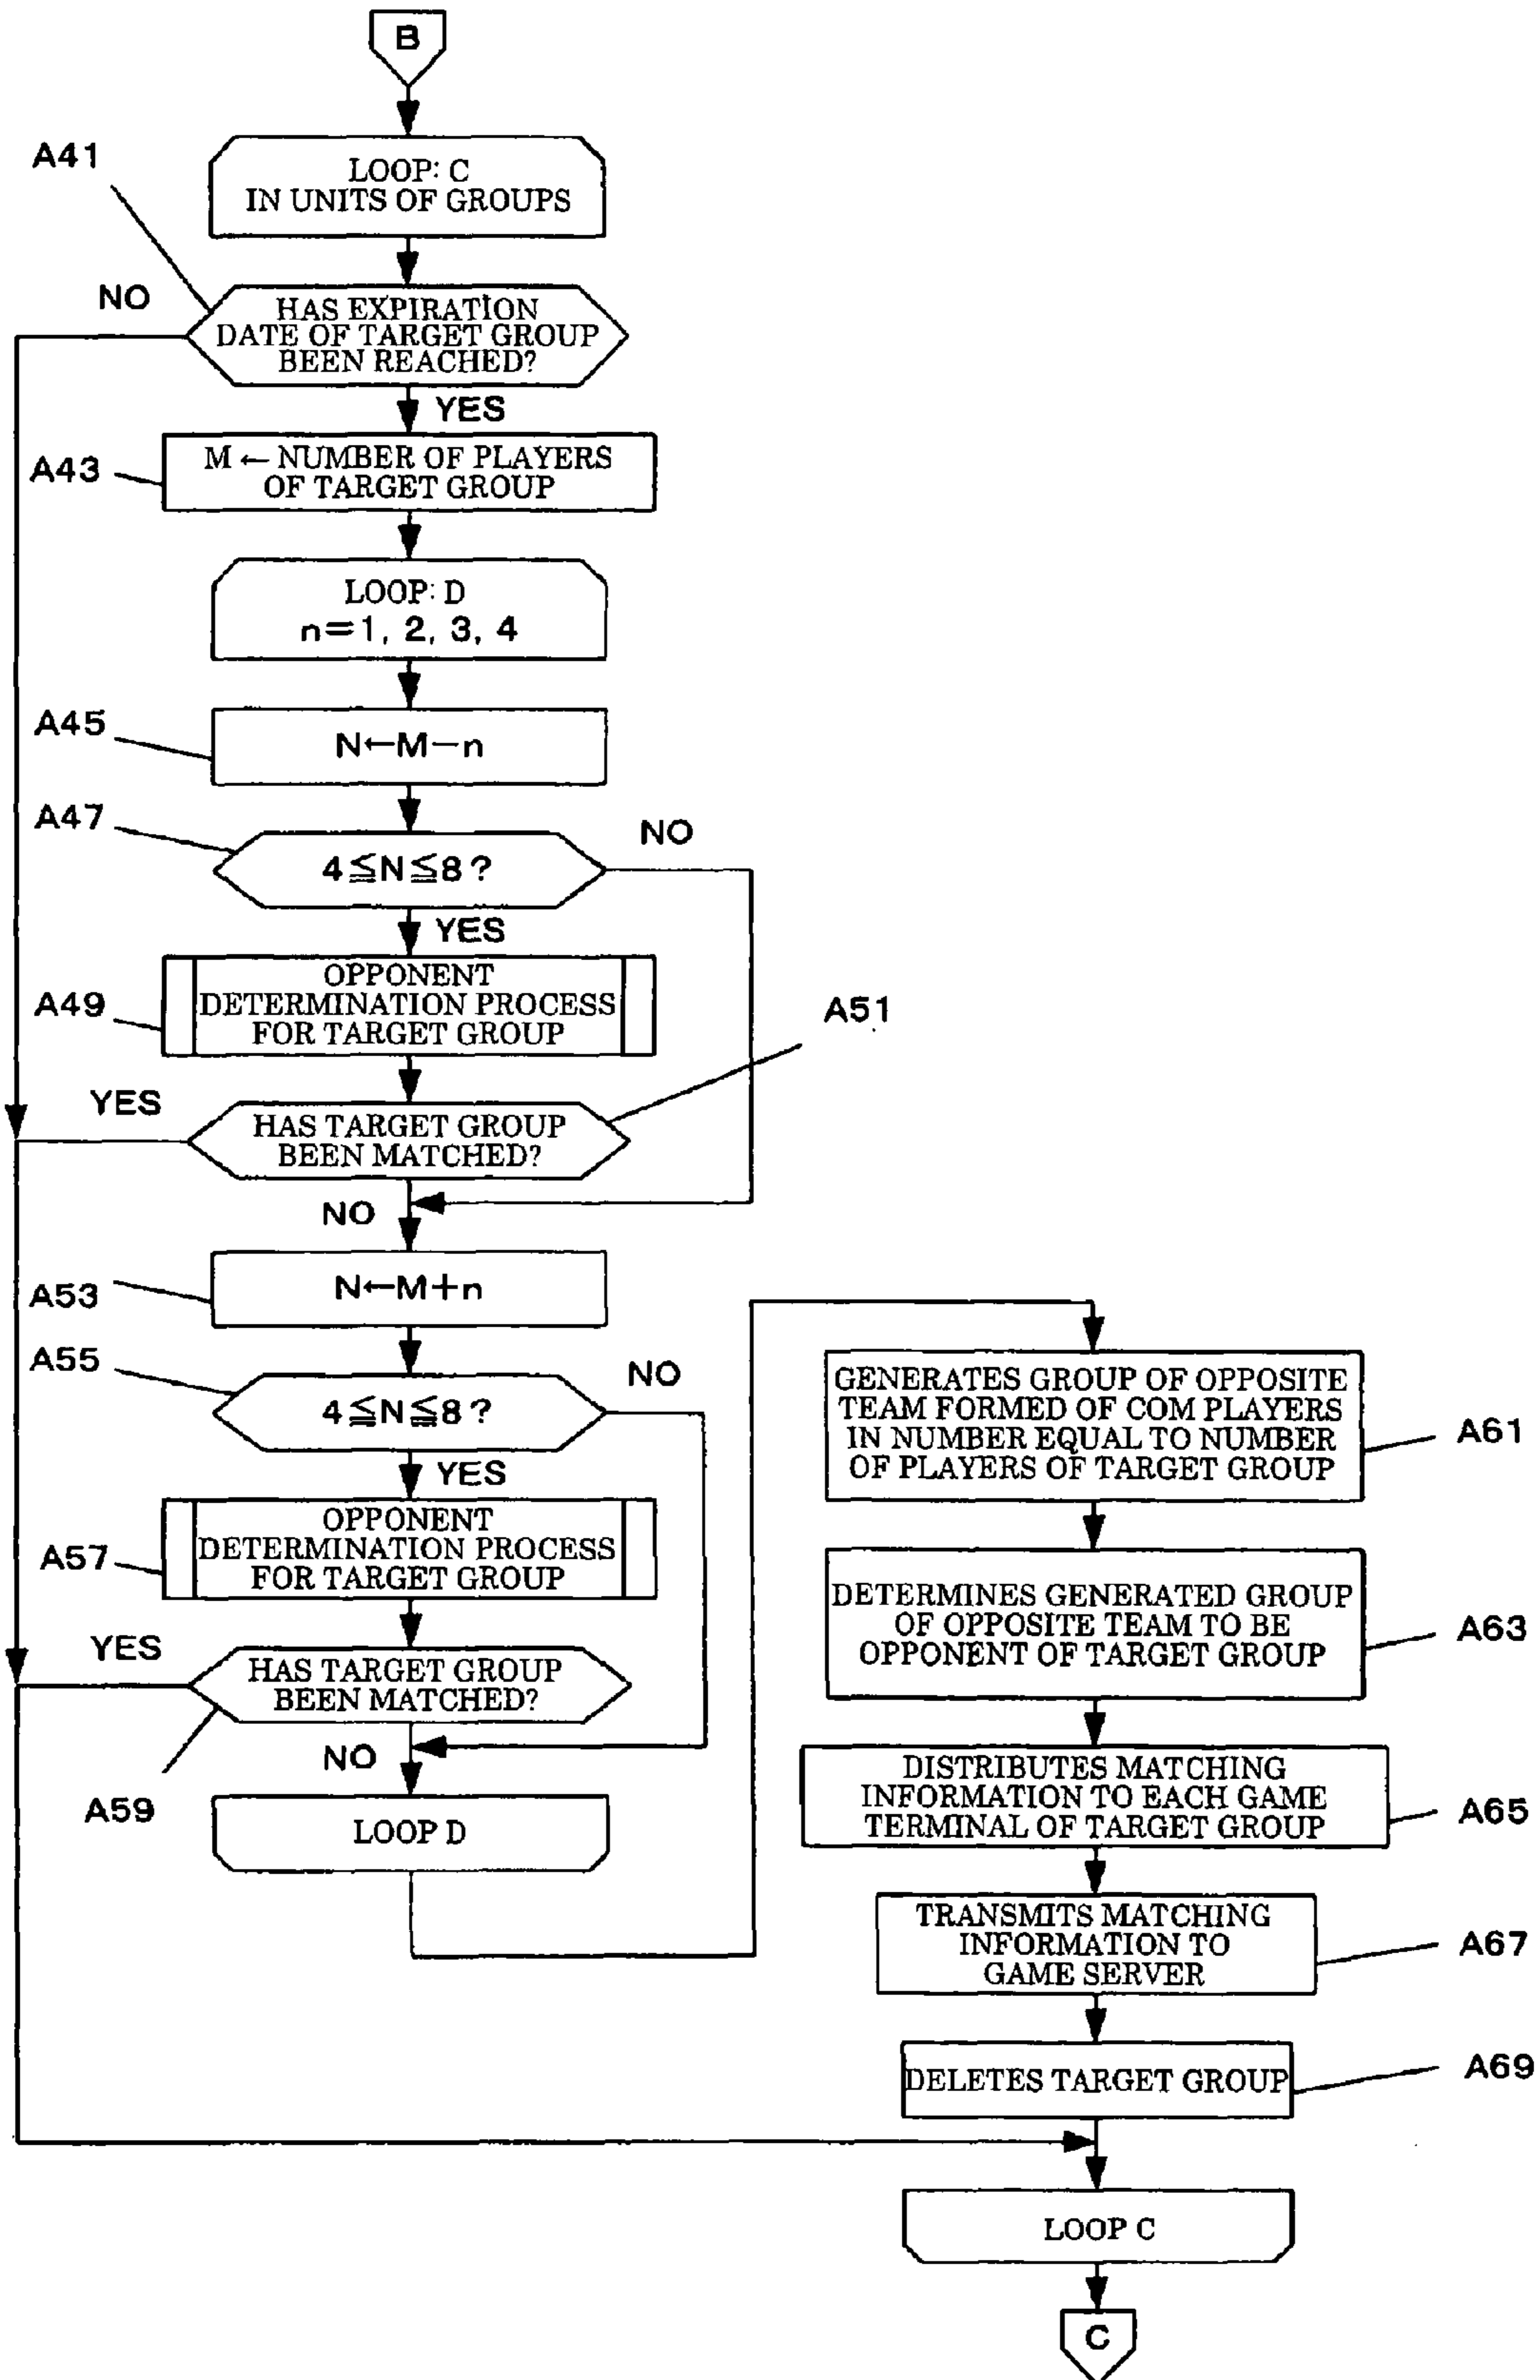 B
A41
LOOP: C
IN UNITS OF GROUPS
NO
HAS EXPIRATION
DATE OF TARGET GROUP
BEEN REACHED?
YES
A43
M ← NUMBER OF PLAYERS
OF TARGET GROUP
LOOP: D
n=1, 2, 3, 4
A45
N←M−n
A47
4≦N≦8?
NO
YES
A49
OPPONENT
DETERMINATION PROCESS
FOR TARGET GROUP
A51
YES
HAS TARGET GROUP
BEEN MATCHED?
NO
A53
N←M+n
A55
4≦N≦8?
NO
YES
A57
OPPONENT
DETERMINATION PROCESS
FOR TARGET GROUP
YES
HAS TARGET GROUP
BEEN MATCHED?
NO
A59
LOOP D
GENERATES GROUP OF OPPOSITE
TEAM FORMED OF COM PLAYERS
IN NUMBER EQUAL TO NUMBER
OF PLAYERS OF TARGET GROUP
A61
DETERMINES GENERATED GROUP
OF OPPOSITE TEAM TO BE
OPPONENT OF TARGET GROUP
A63
DISTRIBUTES MATCHING
INFORMATION TO EACH GAME
TERMINAL OF TARGET GROUP
A65
TRANSMITS MATCHING
INFORMATION TO
GAME SERVER
A67
DELETES TARGET GROUP
A69
LOOP C
C